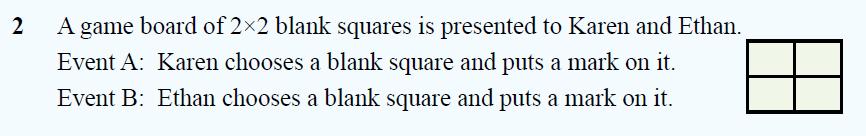 2 A game board of 2×2 blank squares is presented to Karen and Ethan.
Event A: Karen chooses a blank square and puts a mark on it.
Event B: Ethan chooses a blank square and puts a mark on it.